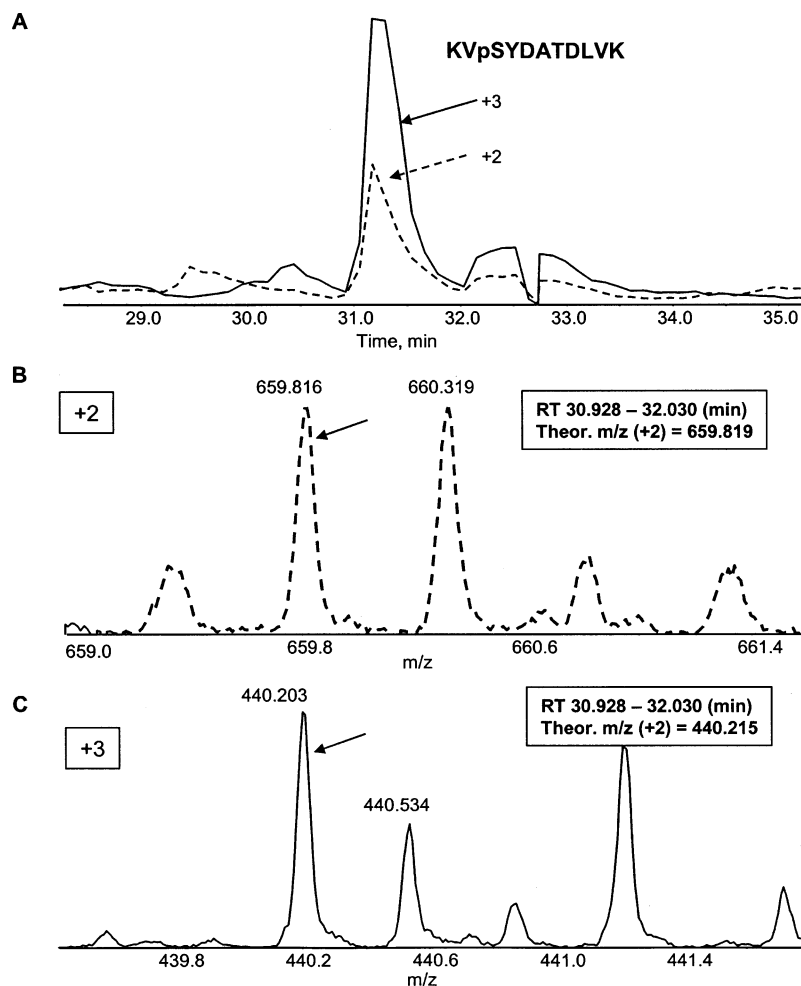 A
KVpSYDATDLVK
+3
+2
29.0 30.0 31.0 32.0 33.0 34.0 35.0
Time, min
B
+2
659.816 660.319
RT 30.928 – 32.030 (min)
Theor. m/z (+2) = 659.819
659.0 659.8 660.6 661.4
m/z
C
+3
440.203
440.534
RT 30.928 – 32.030 (min)
Theor. m/z (+2) = 440.215
439.8 440.2 440.6 441.0 441.4
m/z